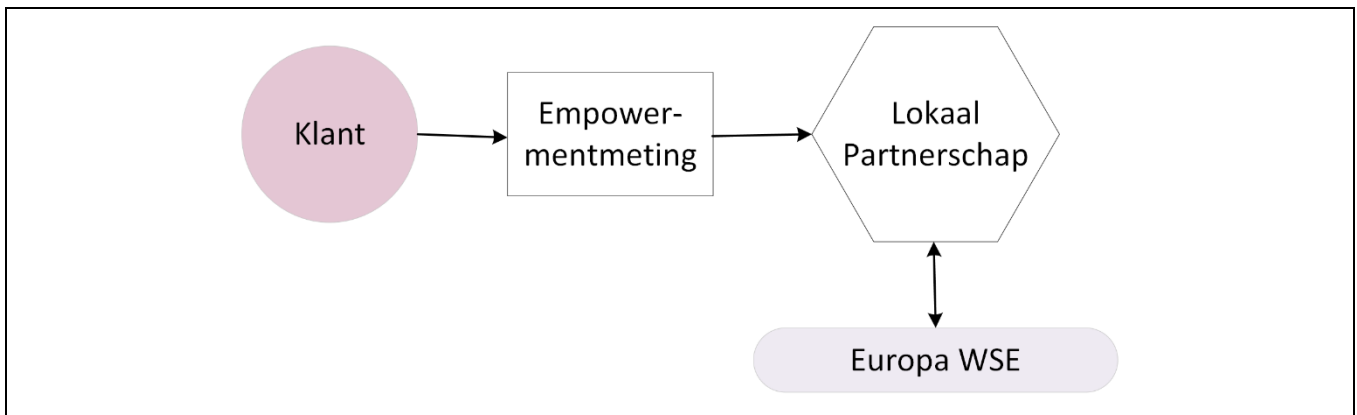 Klant
Empower-
mentmeting
Lokaal
Partnerschap
Europa WSE